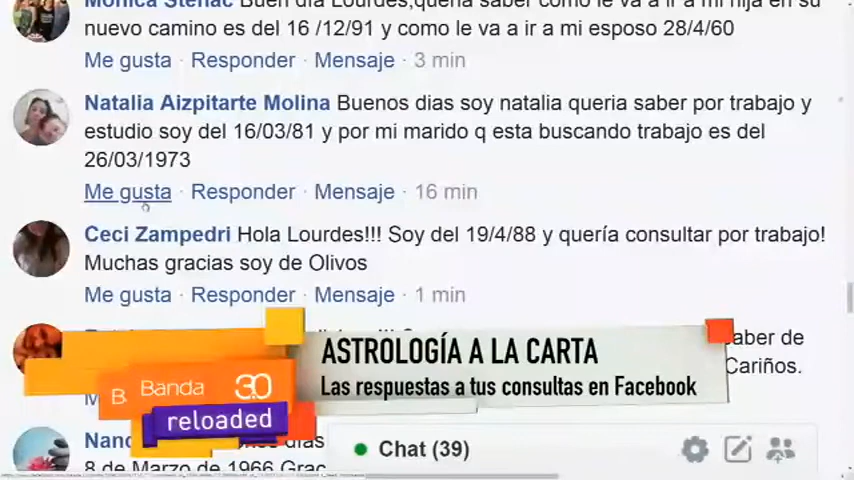 Monica Stenac Buen día Lourdes,quería saber como le va a ir a mi hija en su
nuevo camino es del 16 /12/91 y como le va a ir a mi esposo 28/4/60
Me gusta · Responder · Mensaje · 3 min
Natalia Aizpitarte Molina Buenos dias soy natalia queria saber por trabajo y
estudio soy del 16/03/81 y por mi marido q esta buscando trabajo es del
26/03/1973
Me gusta · Responder · Mensaje · 16 min
Ceci Zampedri Hola Lourdes!!! Soy del 19/4/88 y quería consultar por trabajo!
Muchas gracias soy de Olivos
Me gusta · Responder · Mensaje · 1 min
saber de
Cariños.
ASTROLOGÍA A LA CARTA
Las respuestas a tus consultas en Facebook
B Banda 3.0
reloaded
Chat (39)
8 de Marzo de 1966 Grac